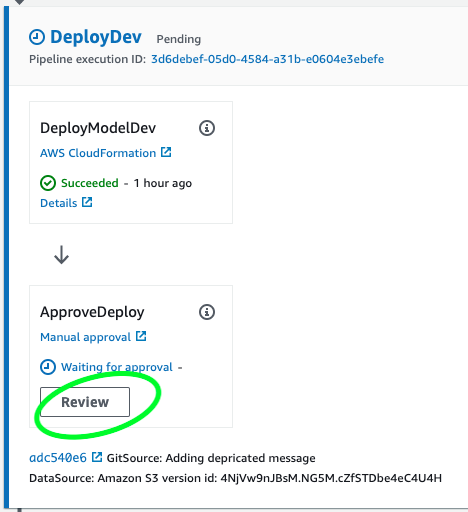 DeployDev Pending
Pipeline execution ID: 3d6debef-05d0-4584-a31b-e0604e3ebefe
DeployModelDev
AWS CloudFormation
Succeeded - 1 hour ago
Details
ApproveDeploy
Manual approval
Waiting for approval -
Review
adc540e6 GitSource: Adding depricated message
DataSource: Amazon S3 version id: 4NjVw9nJBsM.NG5M.cZfSTDbe4eC4U4H